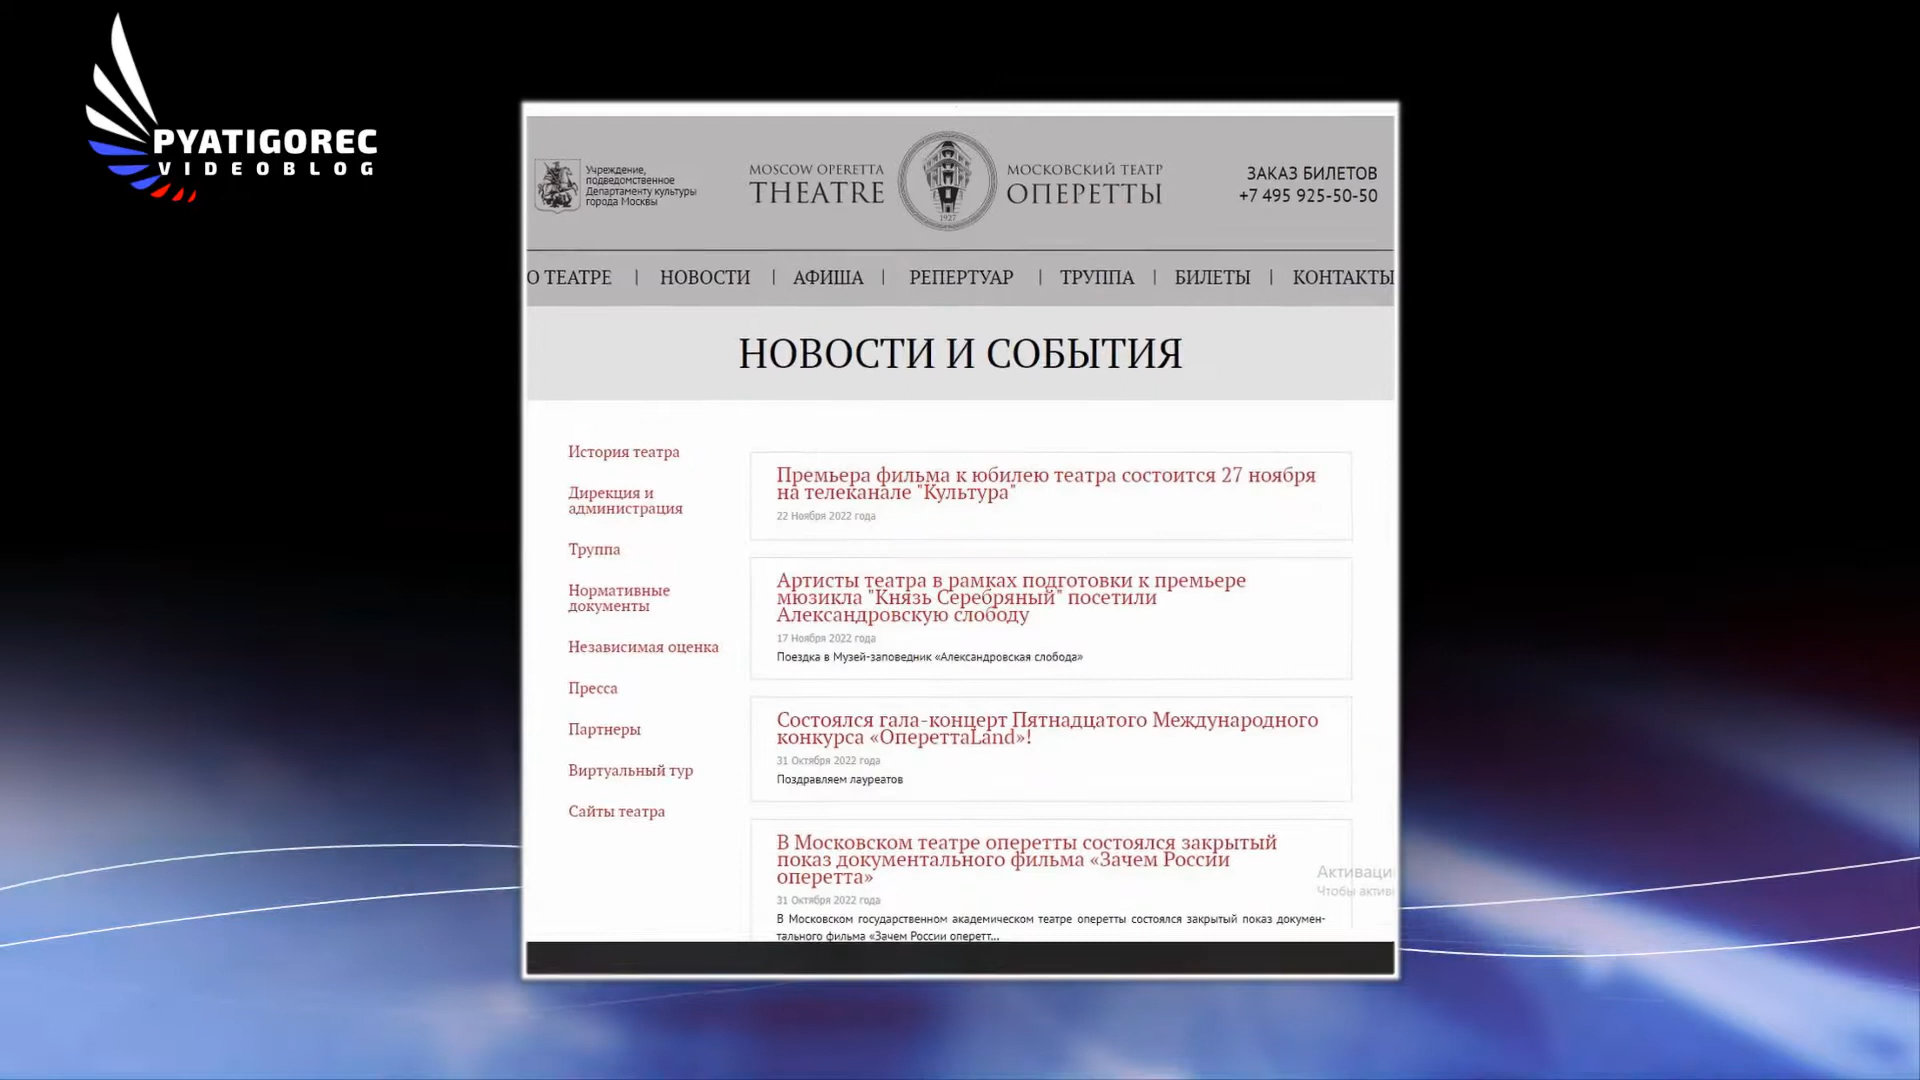 PYATIGOREC
VIDEOBLOG
Учреждение,
подведомственное
Департаменту культуры
города Москвы
MOSCOW OPERETTA
THEATRE
1927
МОСКОВСКИЙ ТЕАТР
ОПЕРЕТТЫ
ЗАКАЗ БИЛЕТОВ
+7 495 925-50-50
О ТЕАТРЕ | НОВОСТИ | АФИША | РЕПЕРТУАР | ТРУППА | БИЛЕТЫ | КОНТАКТЫ
НОВОСТИ И СОБЫТИЯ
История театра
Дирекция и
администрация
Труппа
Нормативные
документы
Независимая оценка
Пресса
Партнеры
Виртуальный тур
Сайты театра
Премьера фильма к юбилею театра состоится 27 ноября
на телеканале "Культура"
22 Ноября 2022 года
Артисты театра в рамках подготовки к премьере
мюзикла "Князь Серебряный" посетили
Александровскую слободу
17 Ноября 2022 года
Поездка в Музей-заповедник «Александровская слобода»
Состоялся гала-концерт Пятнадцатого Международного
конкурса «ОпереттаLand»!
31 Октября 2022 года
Поздравляем лауреатов
В Московском театре оперетты состоялся закрытый
показ документального фильма «Зачем России
оперетта»
31 Октября 2022 года
В Московском государственном академическом театре оперетты состоялся закрытый показ докумен-
тального фильма «Зачем России оперетт...
Активаци
Чтобы актив